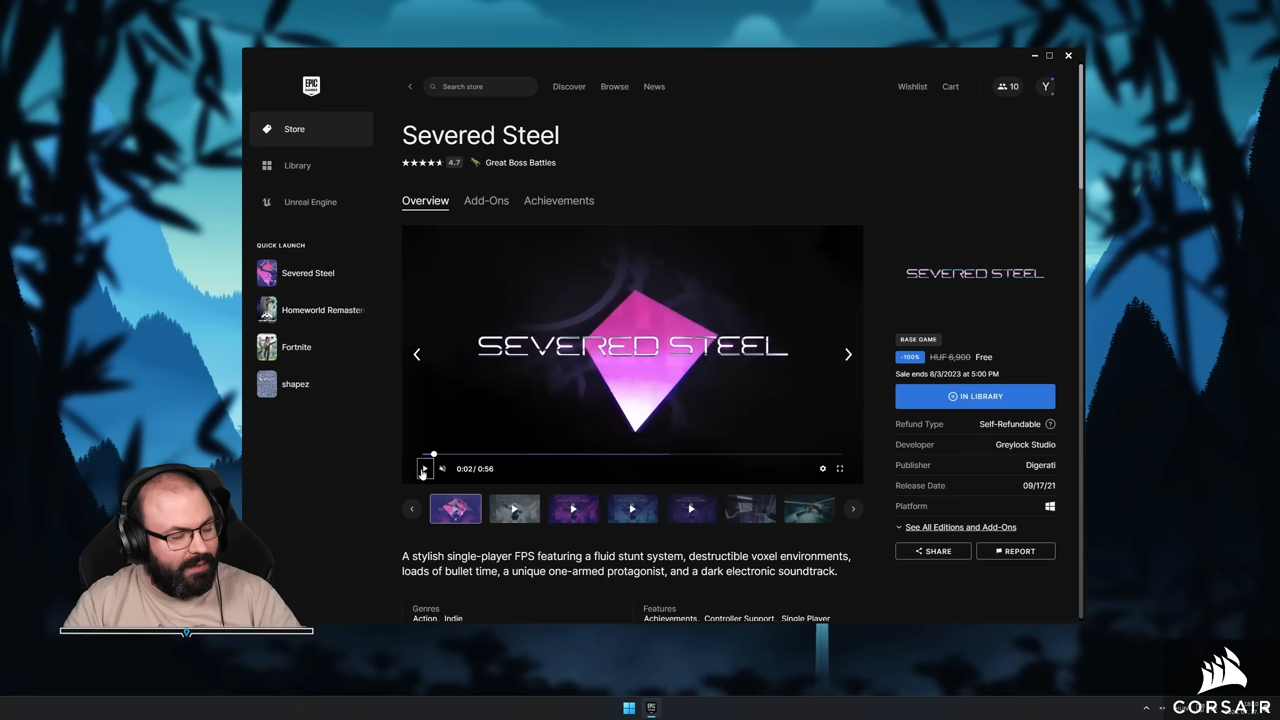 EPIC
GAMES
Search store
Discover
Browse
News
Wishlist
Cart
10
Y
Store
Library
Unreal Engine
QUICK LAUNCH
Severed Steel
Homeworld Remaster
Fortnite
shapez
Severed Steel
4.7
Great Boss Battles
Overview
Add-Ons
Achievements
SEVERED STEEL
0:02 / 0:56
A stylish single-player FPS featuring a fluid stunt system, destructible voxel environments,
loads of bullet time, a unique one-armed protagonist, and a dark electronic soundtrack.
Genres
Action, Indie
Features
Achievements, Controller Support, Single Player
SEVERED STEEL
BASE GAME
-100% HUF 6,900 Free
Sale ends 8/3/2023 at 5:00 PM
IN LIBRARY
Refund Type Self-Refundable
Developer Greylock Studio
Publisher Digerati
Release Date 09/17/21
Platform
See All Editions and Add-Ons
SHARE
REPORT
CORSAIR